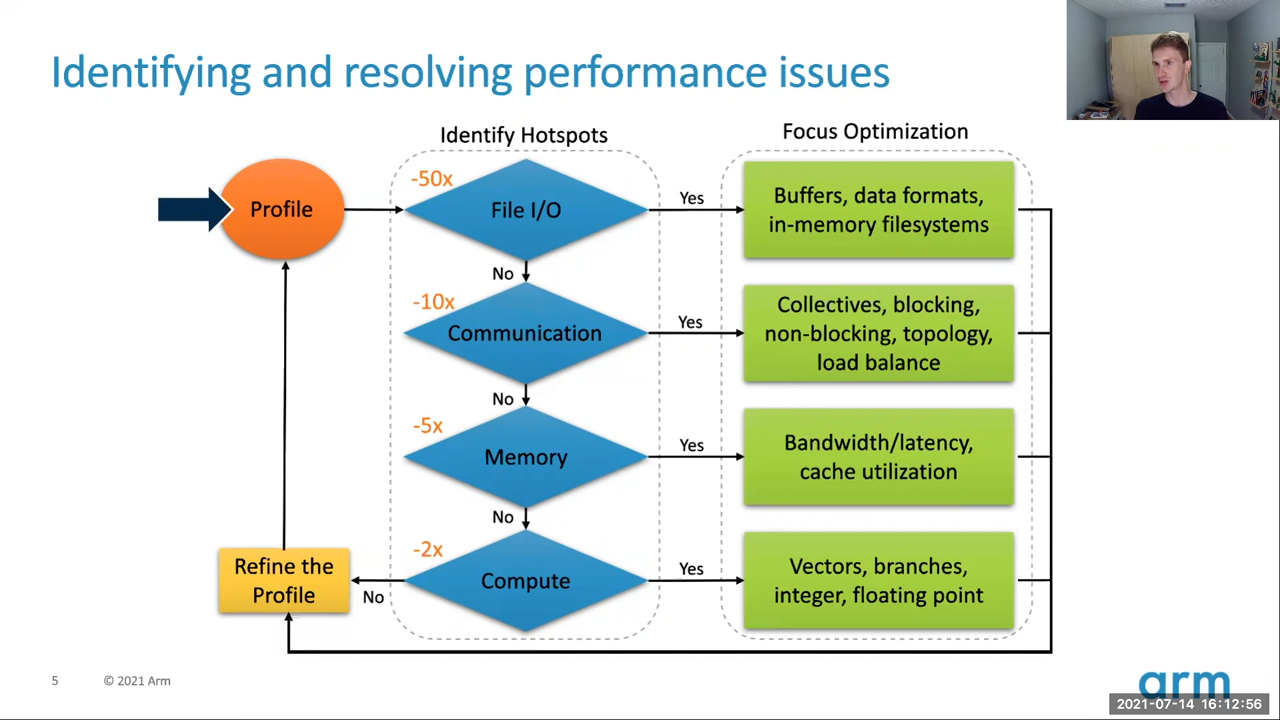 Identifying and resolving performance issues
Identify Hotspots
Focus Optimization
Profile
-50x
File I/O
Yes
Buffers, data formats,
in-memory filesystems
No
-10x
Communication
Yes
Collectives, blocking,
non-blocking, topology,
load balance
No
-5x
Memory
Yes
Bandwidth/latency,
cache utilization
No
-2x
Compute
Yes
Vectors, branches,
integer, floating point
No
Refine the
Profile
5
© 2021 Arm
arm
2021-07-14 16:12:56